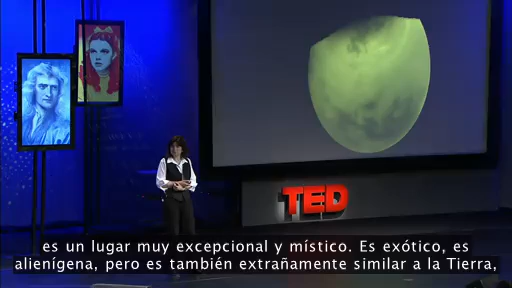 TED
es un lugar muy excepcional y místico. Es exótico, es
alienígena, pero es también extrañamente similar a la Tierra,